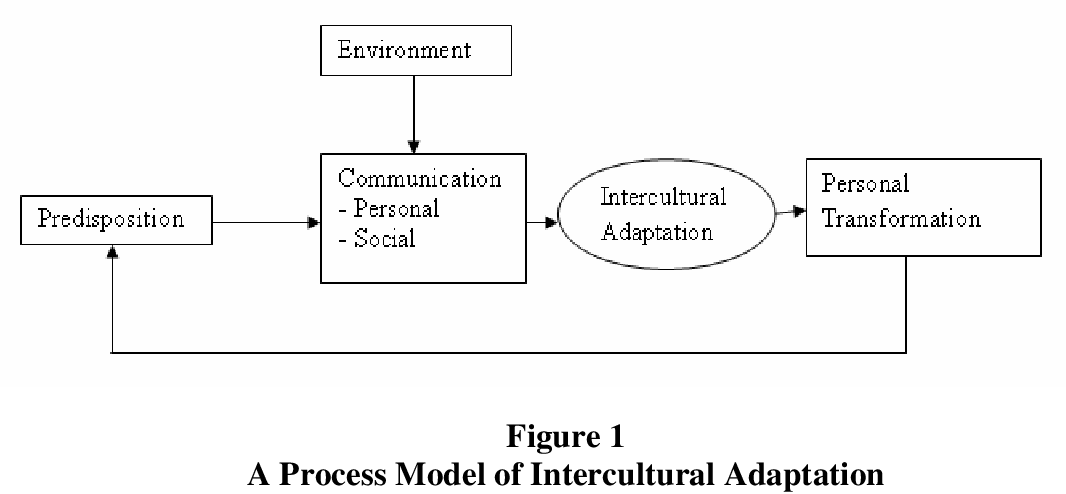 Environment
Communication
- Personal
- Social
Predisposition
Intercultural
Adaptation
Personal
Transformation
Figure 1
A Process Model of Intercultural Adaptation